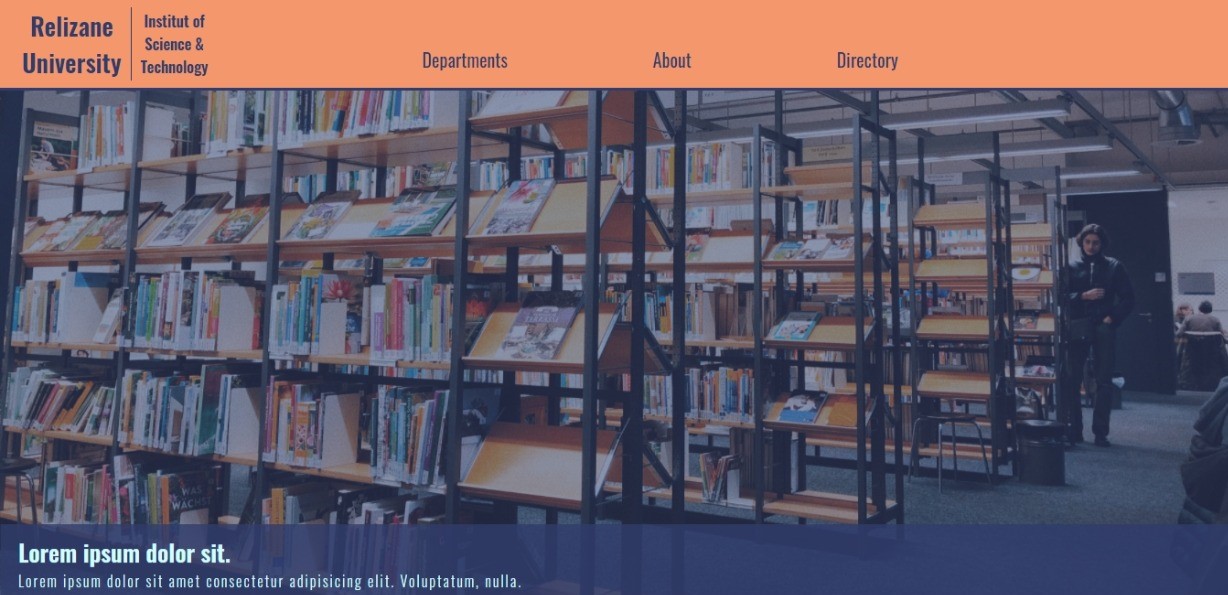 Relizane
University
Institut of
Science &
Technology
Departments
About
Directory
WAS
WÄCHST
Lorem ipsum dolor sit.
Lorem ipsum dolor sit amet consectetur adipisicing elit. Voluptatum, nulla.